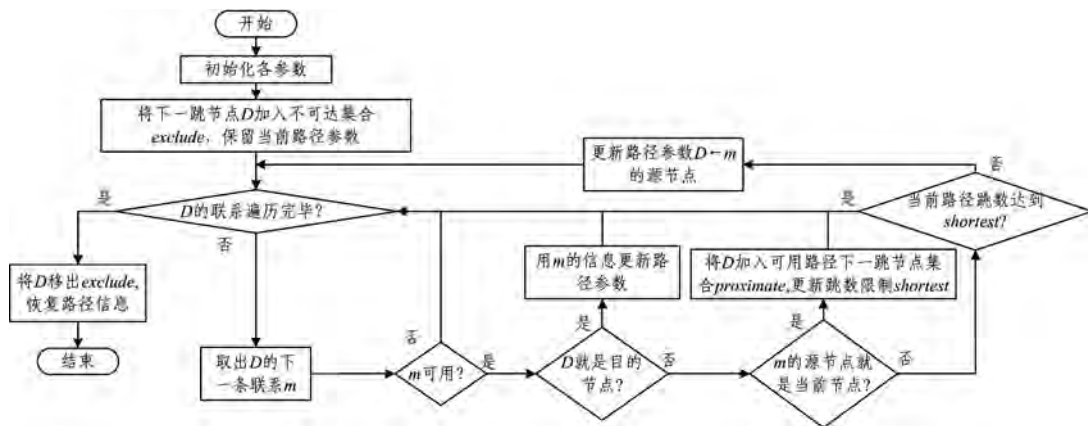 开始
初始化各参数
将下一跳节点D加入不可达集合
exclude，保留当前路径参数
更新路径参数D←m
的源节点
否
当前路径跳数达到
shortest?
是
是
D的联系遍历完毕?
否
将D移出exclude,
恢复路径信息
结束
用m的信息更新路
径参数
将D加入可用路径下一跳节点集
合proximate,更新跳数限制shortest
取出D的下
一条联系m
否
m可用?
是
是
D就是目的
节点?
否
是
m的源节点就
是当前节点?
否